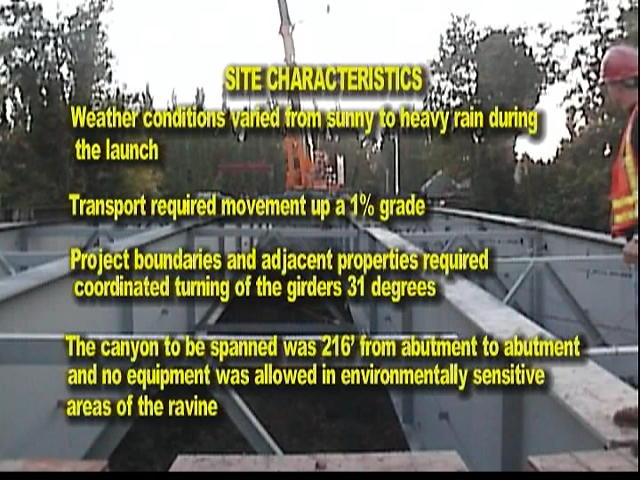 SITE CHARACTERISTICS
Weather conditions varied from sunny to heavy rain during
the launch
Transport required movement up a 1% grade
Project boundaries and adjacent properties required
coordinated turning of the girders 31 degrees
The canyon to be spanned was 216' from abutment to abutment
and no equipment was allowed in environmentally sensitive
areas of the ravine